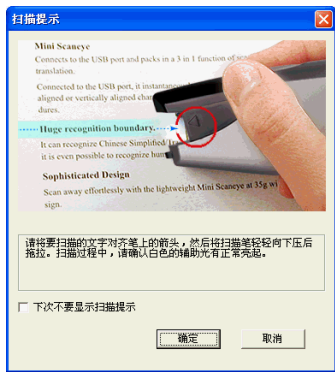 扫描提示
Mini Scaneye
Connects to the USB port and packs in a 3 in 1 function of
translation.
Connected to the USB port, it
aligned or vertically aligned
dures.
Huge recognition boundary.
It can recognize Chinese Simplified/
it is even possible to recognize
Sophisticated Design
Scan away effortlessly with the lightweight Mini Scaneye at 35g
sign.
请将要扫描的文字对齐笔上的箭头，然后将扫描笔轻轻向下压后
拖拉。扫描过程中，请确认白色的辅助光有正常亮起。
下次不要显示扫描提示
确定
取消